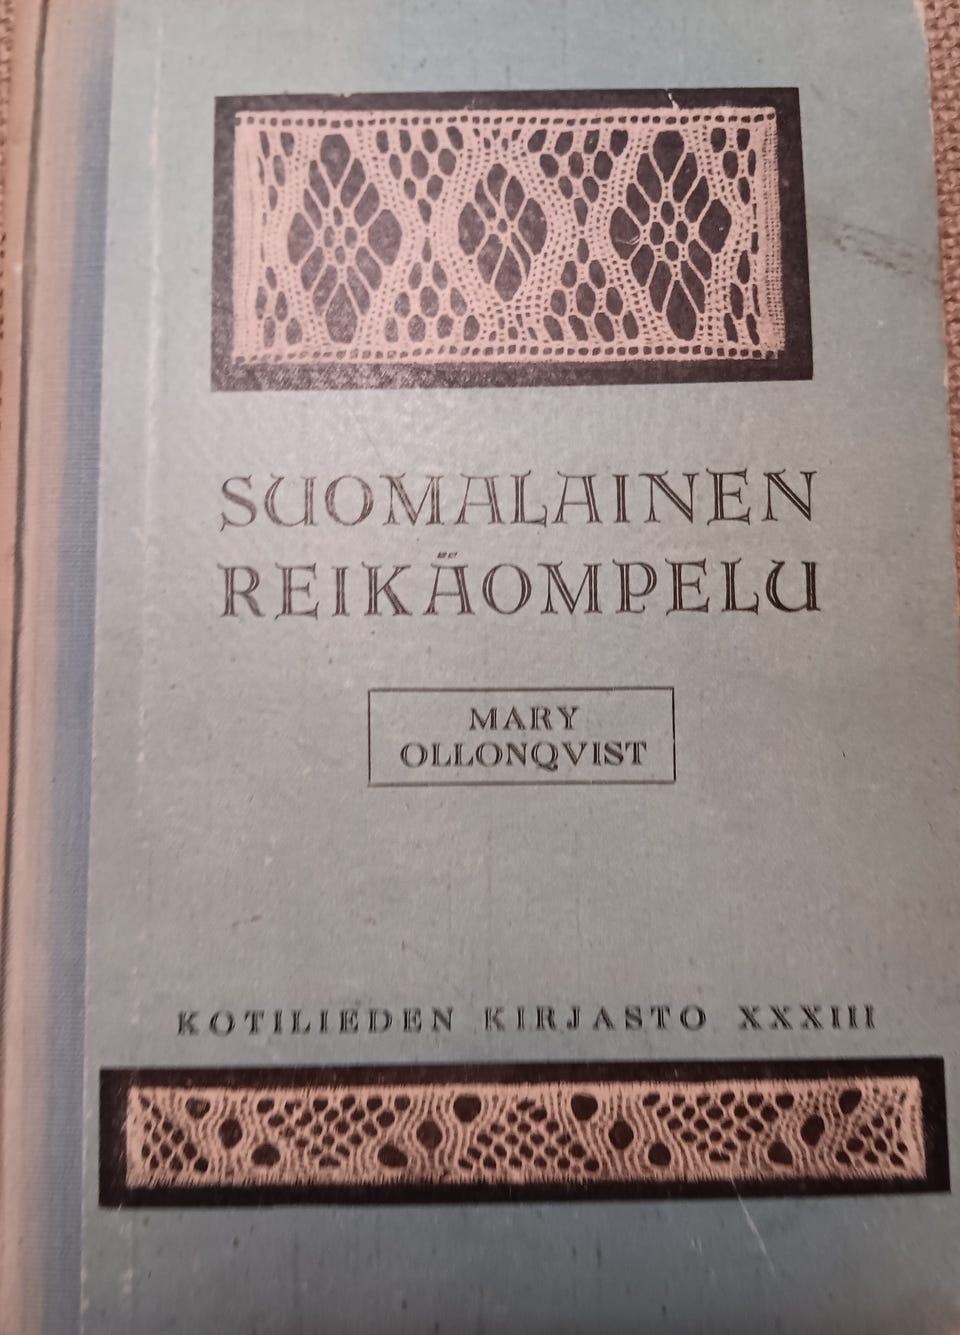 SUOMALAINEN
REIKÄOMPELU
MARY
OLLONQVIST
KOTILIEDEN KIRJASTO XXXIII